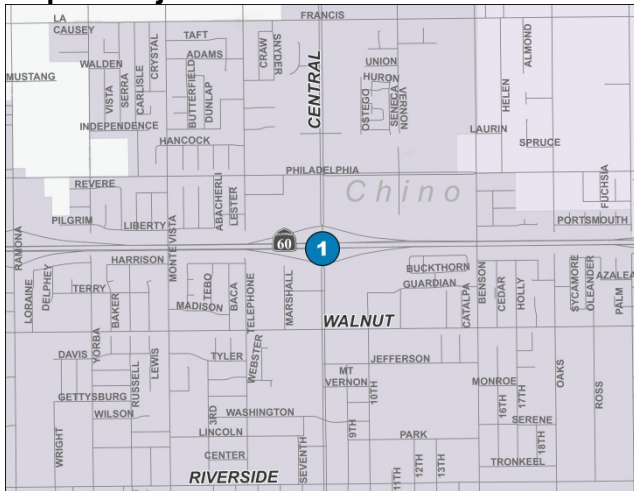 FRANCIS
LA
CAUSEY
TAFT
ADAMS
WALDEN
MUSTANG
VISTA
SERRA
CARLISLE
CRYSTAL
BUTTERFIELD
DUNLAP
CRAW
SNYDER
CENTRAL
UNION
HURON
OSTEGO
SENECA
VERNON
HELEN
ALMOND
INDEPENDENCE
HANCOCK
LAURIN
SPRUCE
PHILADELPHIA
REVERE
ABACHERLI
LESTER
Chino
FUCHSIA
PILGRIM
LIBERTY
PORTSMOUTH
RAMONA
MONTE VISTA
60
1
HARRISON
BUCKTHORN
GUARDIAN
LORAINE
DELPHEY
TERRY
BAKER
MADISON
TEBO
BACA
TELEPHONE
MARSHALL
CATALPA
BENSON
CEDAR
HOLLY
SYCAMORE
OLEANDER
AZALEA
PALM
WALNUT
DAVIS
YORBA
RUSSELL
LEWIS
TYLER
WEBSTER
JEFFERSON
MT
VERNON
10TH
MONROE
OAKS
ROSS
GETTYSBURG
WILSON
3RD
WASHINGTON
9TH
16TH
17TH
SERENE
WRIGHT
LINCOLN
PARK
CENTER
SEVENTH
18TH
RIVERSIDE
11TH
12TH
13TH
TRONKEEL